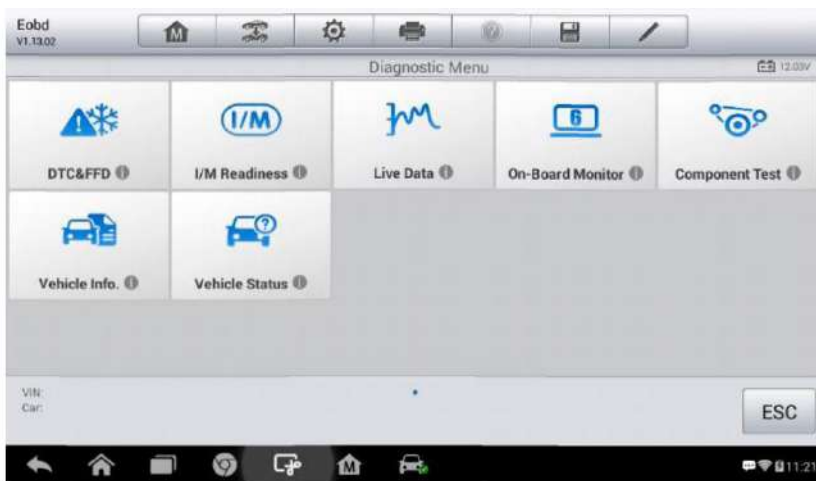 Eobd
V1.13.02
M
Diagnostic Menu
12.03V
I/M
6
DTC&FFD
I/M Readiness
Live Data
On-Board Monitor
Component Test
Vehicle Info.
Vehicle Status
VIN:
Car:
ESC
M
11:21